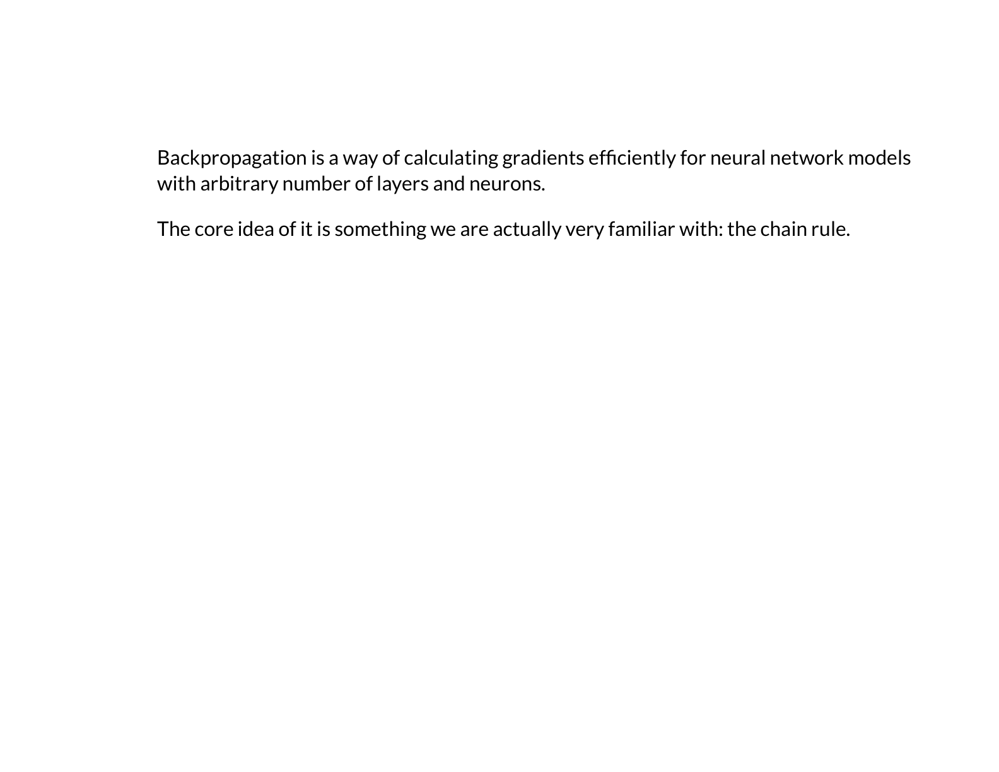 Backpropagation is a way of calculating gradients efficiently for neural network models
with arbitrary number of layers and neurons.
The core idea of it is something we are actually very familiar with: the chain rule.